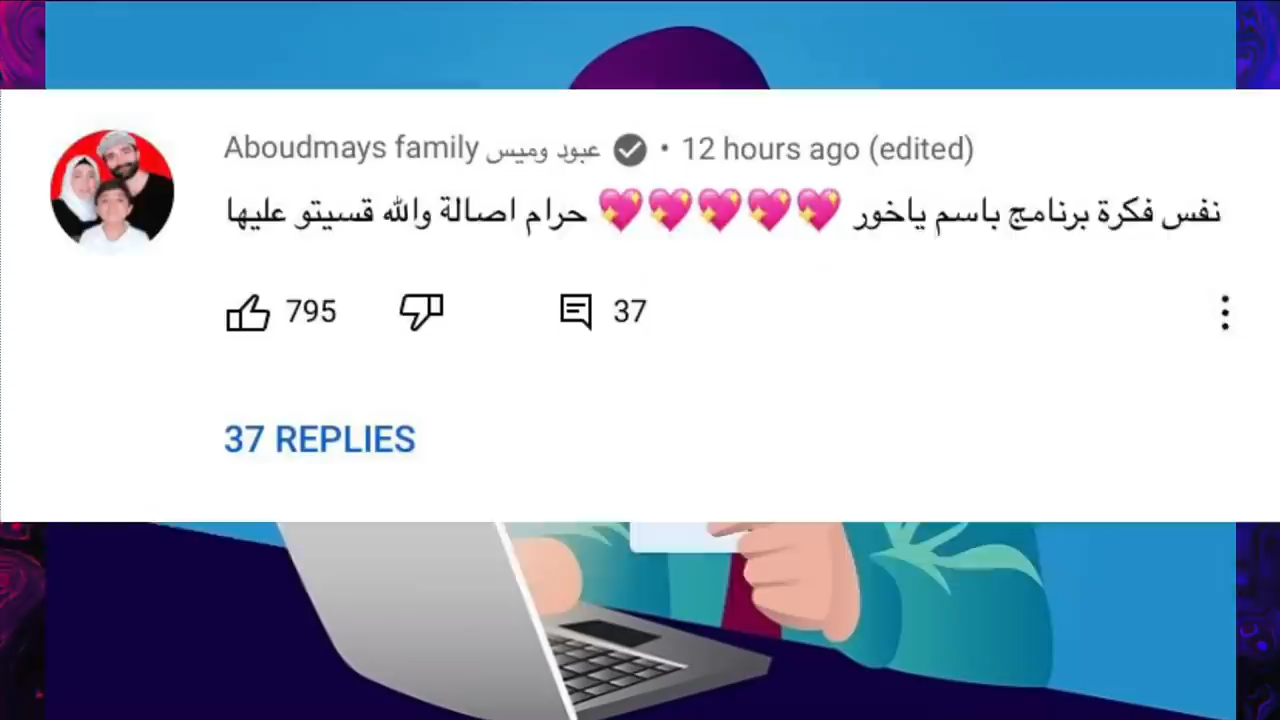 Aboudmays family عبود وميس • 12 hours ago (edited)
نفس فكرة برنامج باسم ياخور 💖💖💖💖💖 حرام اصالة والله قسيتو عليها
795 37
37 REPLIES